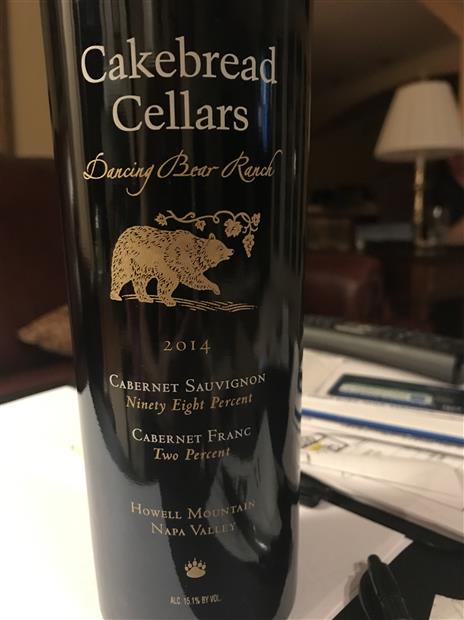 Cakebread
Cellars
Dancing Bear Ranch
2014
Cabernet Sauvignon
Ninety Eight Percent
Cabernet Franc
Two Percent
Howell Mountain
Napa Valley
ALC 15.1% BY VOL.